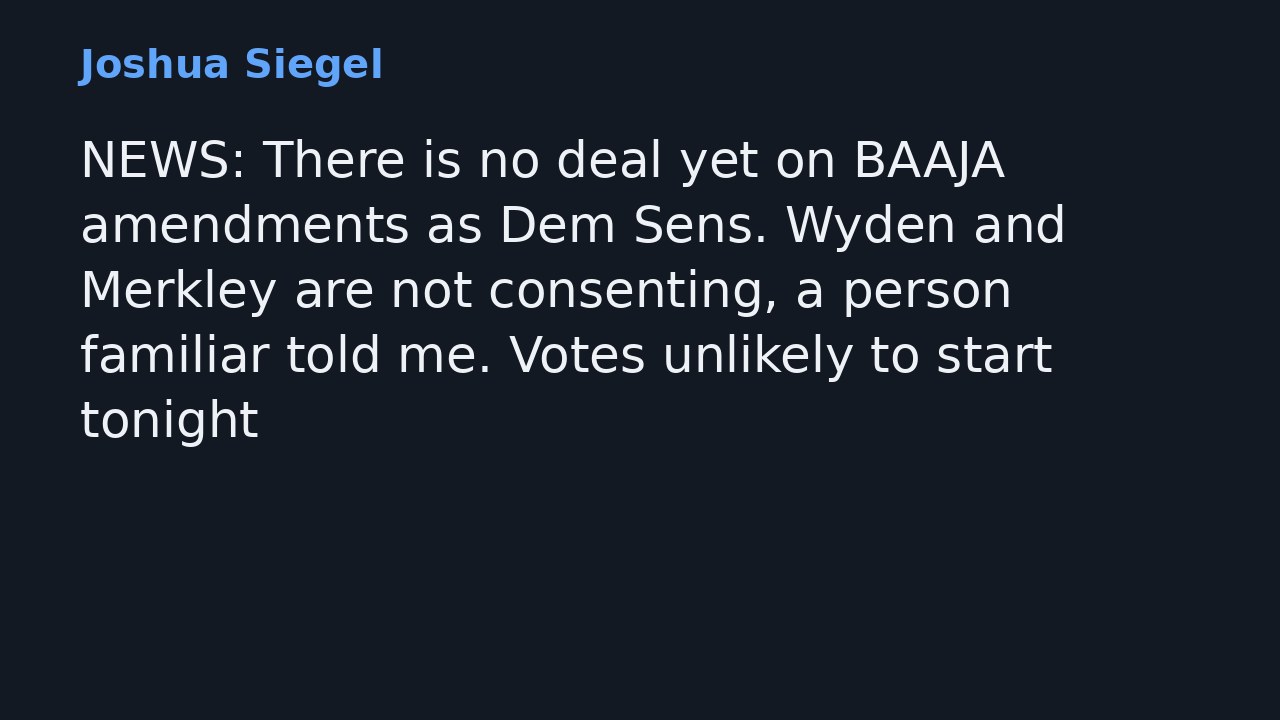 Joshua Siegel
NEWS: There is no deal yet on BAAJA
amendments as Dem Sens. Wyden and
Merkley are not consenting, a person
familiar told me. Votes unlikely to start
tonight